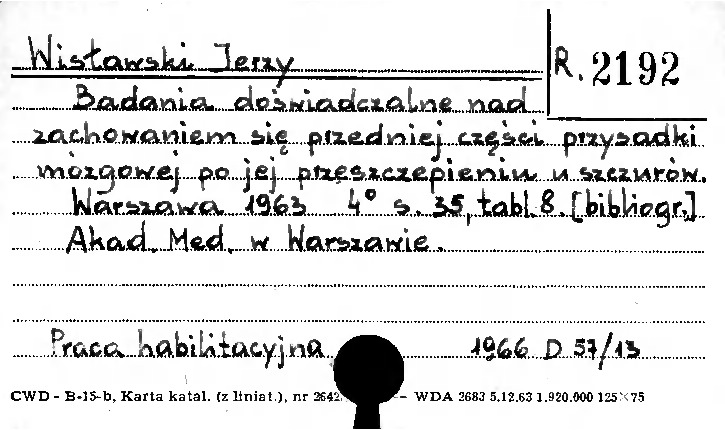 Wisławski Jerzy
R. 2192
Badania doświadczalne nad
zachowaniem się przedniej części przysadki
mózgowej po jej przeszczepieniu u szczurów.
Warszawa 1963 4° s. 35, tabl. 8. [bibliogr.]
Akad. Med. w Warszawie.
Praca habilitacyjna 1966 D 57/13
CWD - B-15-b, Karta katal. (z liniat.), nr 2642 - WDA 2683 5.12.63 1.920.000 125×75